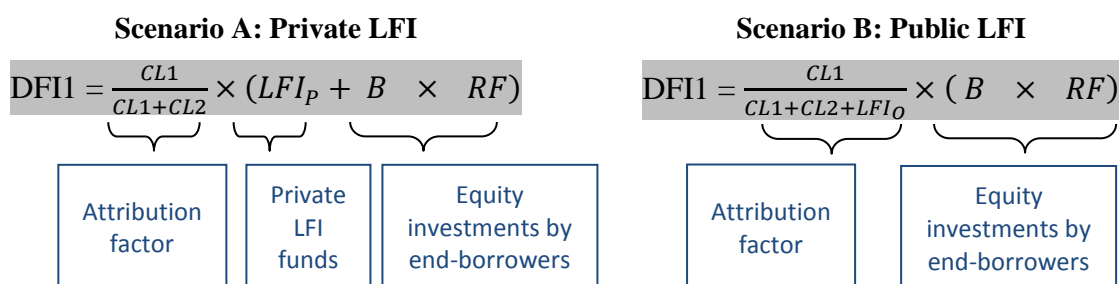 Scenario A: Private LFI
DFI1 = CL1/(CL1+CL2) × (LFI_P + B × RF)
Attribution factor
Private LFI funds
Equity investments by end-borrowers
Scenario B: Public LFI
DFI1 = CL1/(CL1+CL2+LFI_O) × ( B × RF)
Attribution factor
Equity investments by end-borrowers